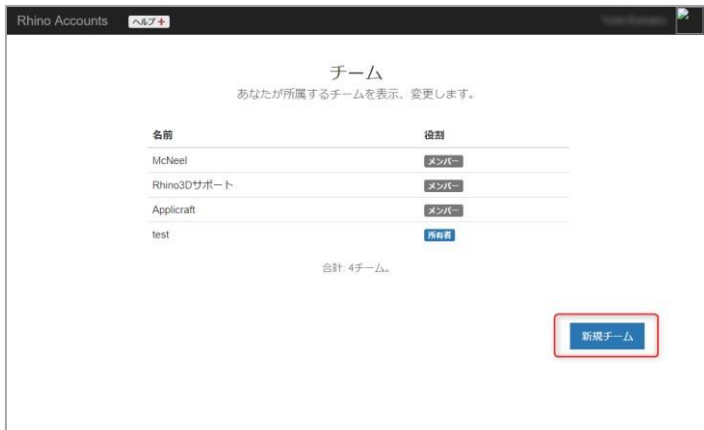 Rhino Accounts ヘルプ+
チーム
あなたが所属するチームを表示、変更します。
名前 役割
McNeel メンバー
Rhino3Dサポート メンバー
Applicraft メンバー
test 所有者
合計: 4チーム。
新規チーム